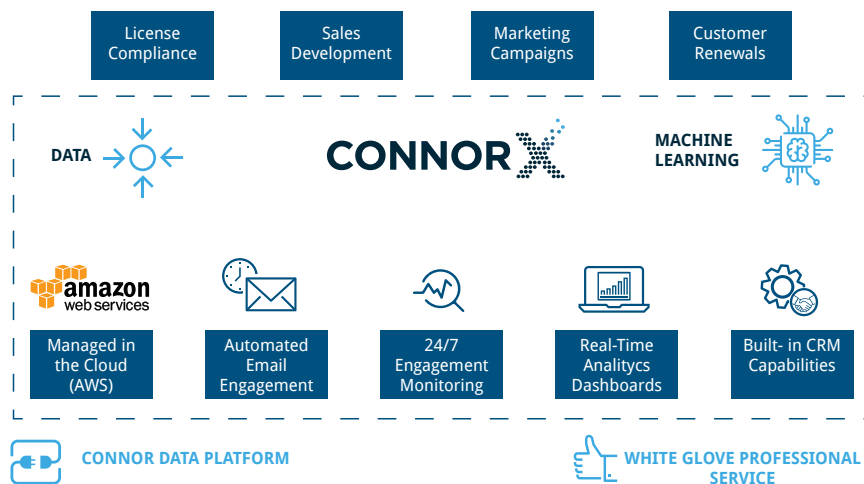 License
Compliance
Sales
Development
Marketing
Campaigns
Customer
Renewals
DATA
CONNOR X
MACHINE
LEARNING
amazon
web services
Managed in
the Cloud
(AWS)
Automated
Email
Engagement
24/7
Engagement
Monitoring
Real-Time
Analitycs
Dashboards
Built- in CRM
Capabilities
CONNOR DATA PLATFORM
WHITE GLOVE PROFESSIONAL
SERVICE